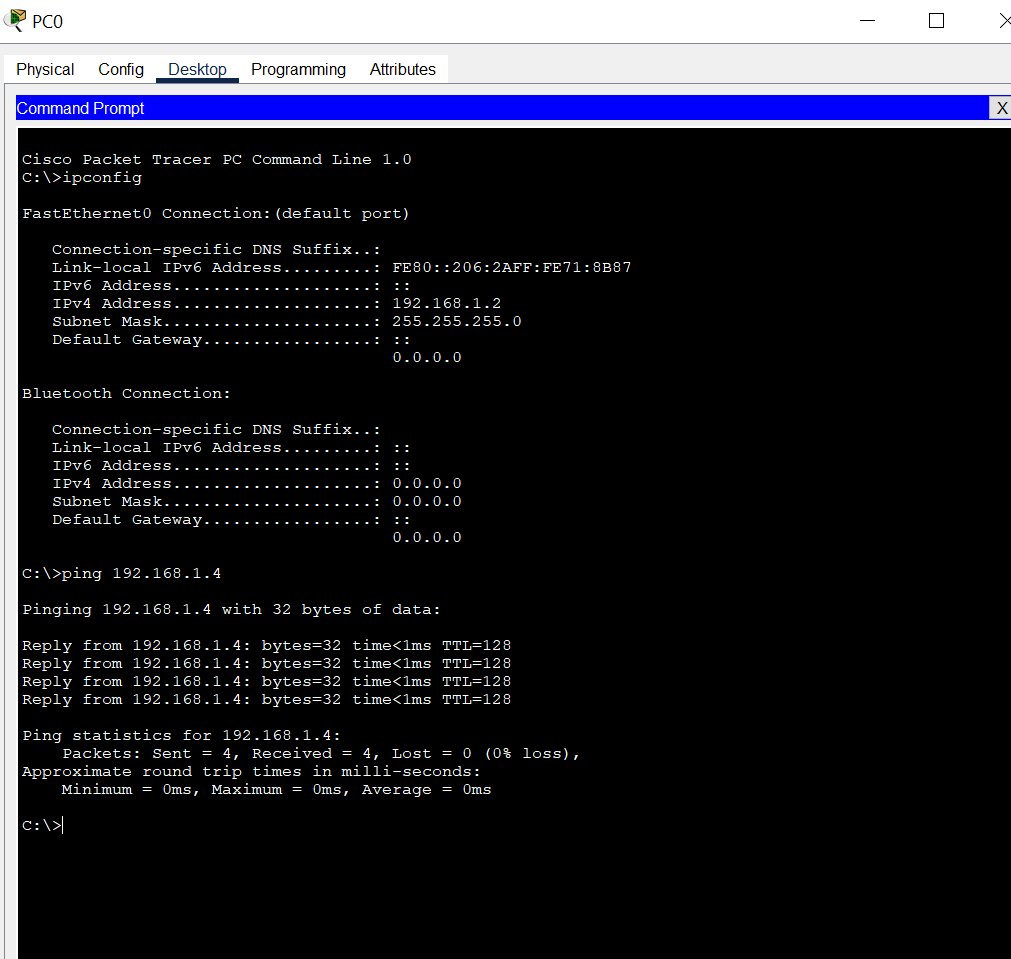 PC0
Physical Config Desktop Programming Attributes
Command Prompt
X
Cisco Packet Tracer PC Command Line 1.0
C:\>ipconfig
FastEthernet0 Connection:(default port)
Connection-specific DNS Suffix..:
Link-local IPv6 Address.........: FE80::206:2AFF:FE71:8B87
IPv6 Address....................: ::
IPv4 Address....................: 192.168.1.2
Subnet Mask.....................: 255.255.255.0
Default Gateway.................: ::
0.0.0.0
Bluetooth Connection:
Connection-specific DNS Suffix..:
Link-local IPv6 Address.........: ::
IPv6 Address....................: ::
IPv4 Address....................: 0.0.0.0
Subnet Mask.....................: 0.0.0.0
Default Gateway.................: ::
0.0.0.0
C:\>ping 192.168.1.4
Pinging 192.168.1.4 with 32 bytes of data:
Reply from 192.168.1.4: bytes=32 time<1ms TTL=128
Reply from 192.168.1.4: bytes=32 time<1ms TTL=128
Reply from 192.168.1.4: bytes=32 time<1ms TTL=128
Reply from 192.168.1.4: bytes=32 time<1ms TTL=128
Ping statistics for 192.168.1.4:
Packets: Sent = 4, Received = 4, Lost = 0 (0% loss),
Approximate round trip times in milli-seconds:
Minimum = 0ms, Maximum = 0ms, Average = 0ms
C:\>